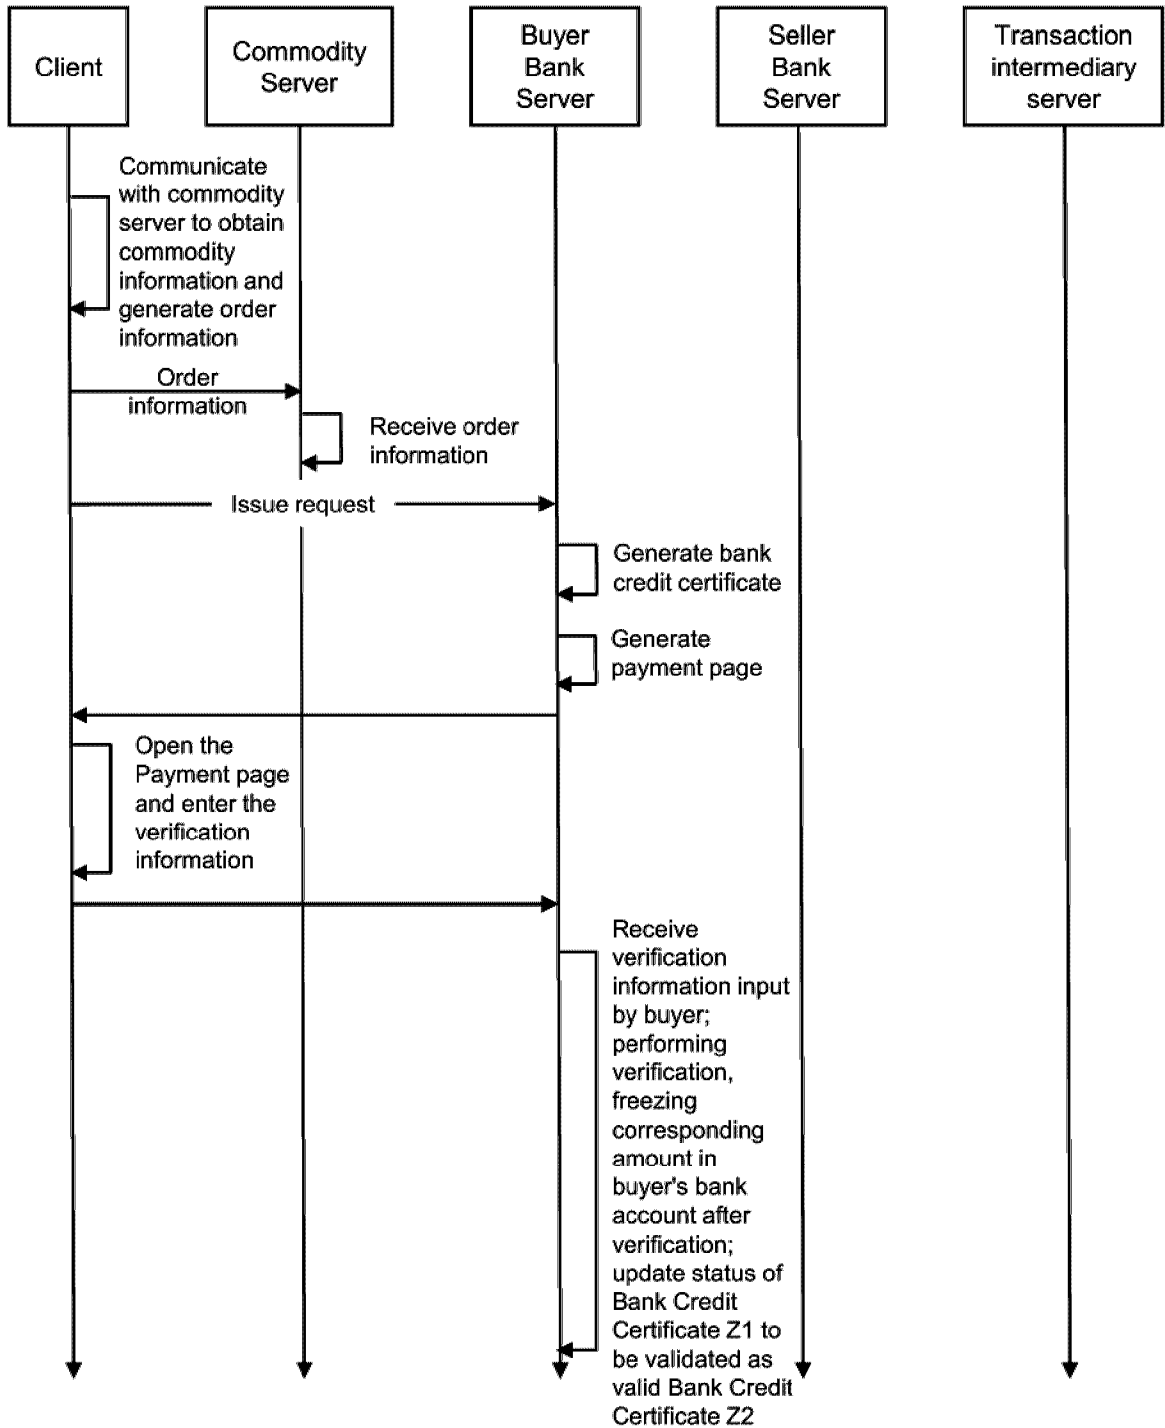 Client
Commodity
Server
Buyer
Bank
Server
Seller
Bank
Server
Transaction
intermediary
server
Communicate
with commodity
server to obtain
commodity
information and
generate order
information
Order
information
Receive order
information
Issue request
Generate bank
credit certificate
Generate
payment page
Open the
Payment page
and enter the
verification
information
Receive
verification
information input
by buyer;
performing
verification,
freezing
corresponding
amount in
buyer's bank
account after
verification;
update status of
Bank Credit
Certificate Z1 to
be validated as
valid Bank Credit
Certificate Z2